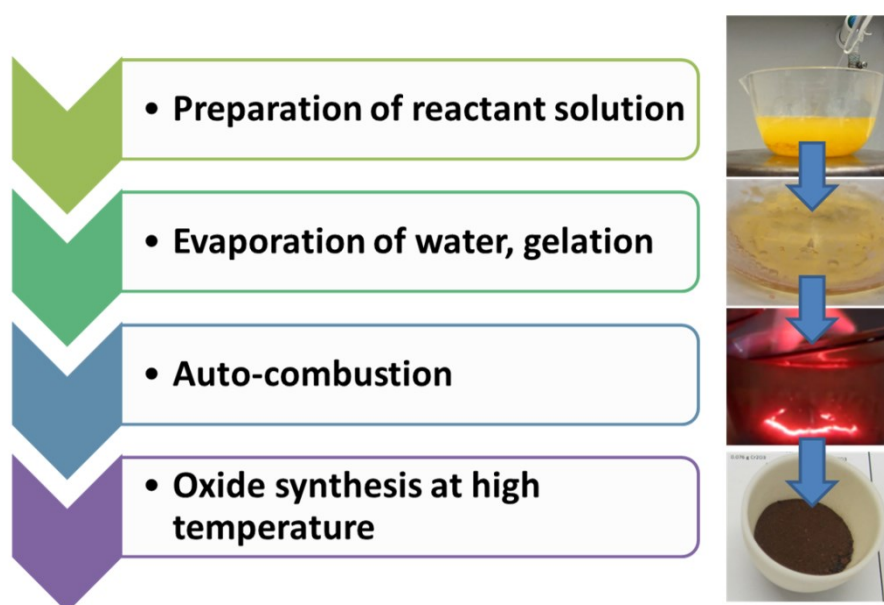 • Preparation of reactant solution
• Evaporation of water, gelation
• Auto-combustion
• Oxide synthesis at high
temperature